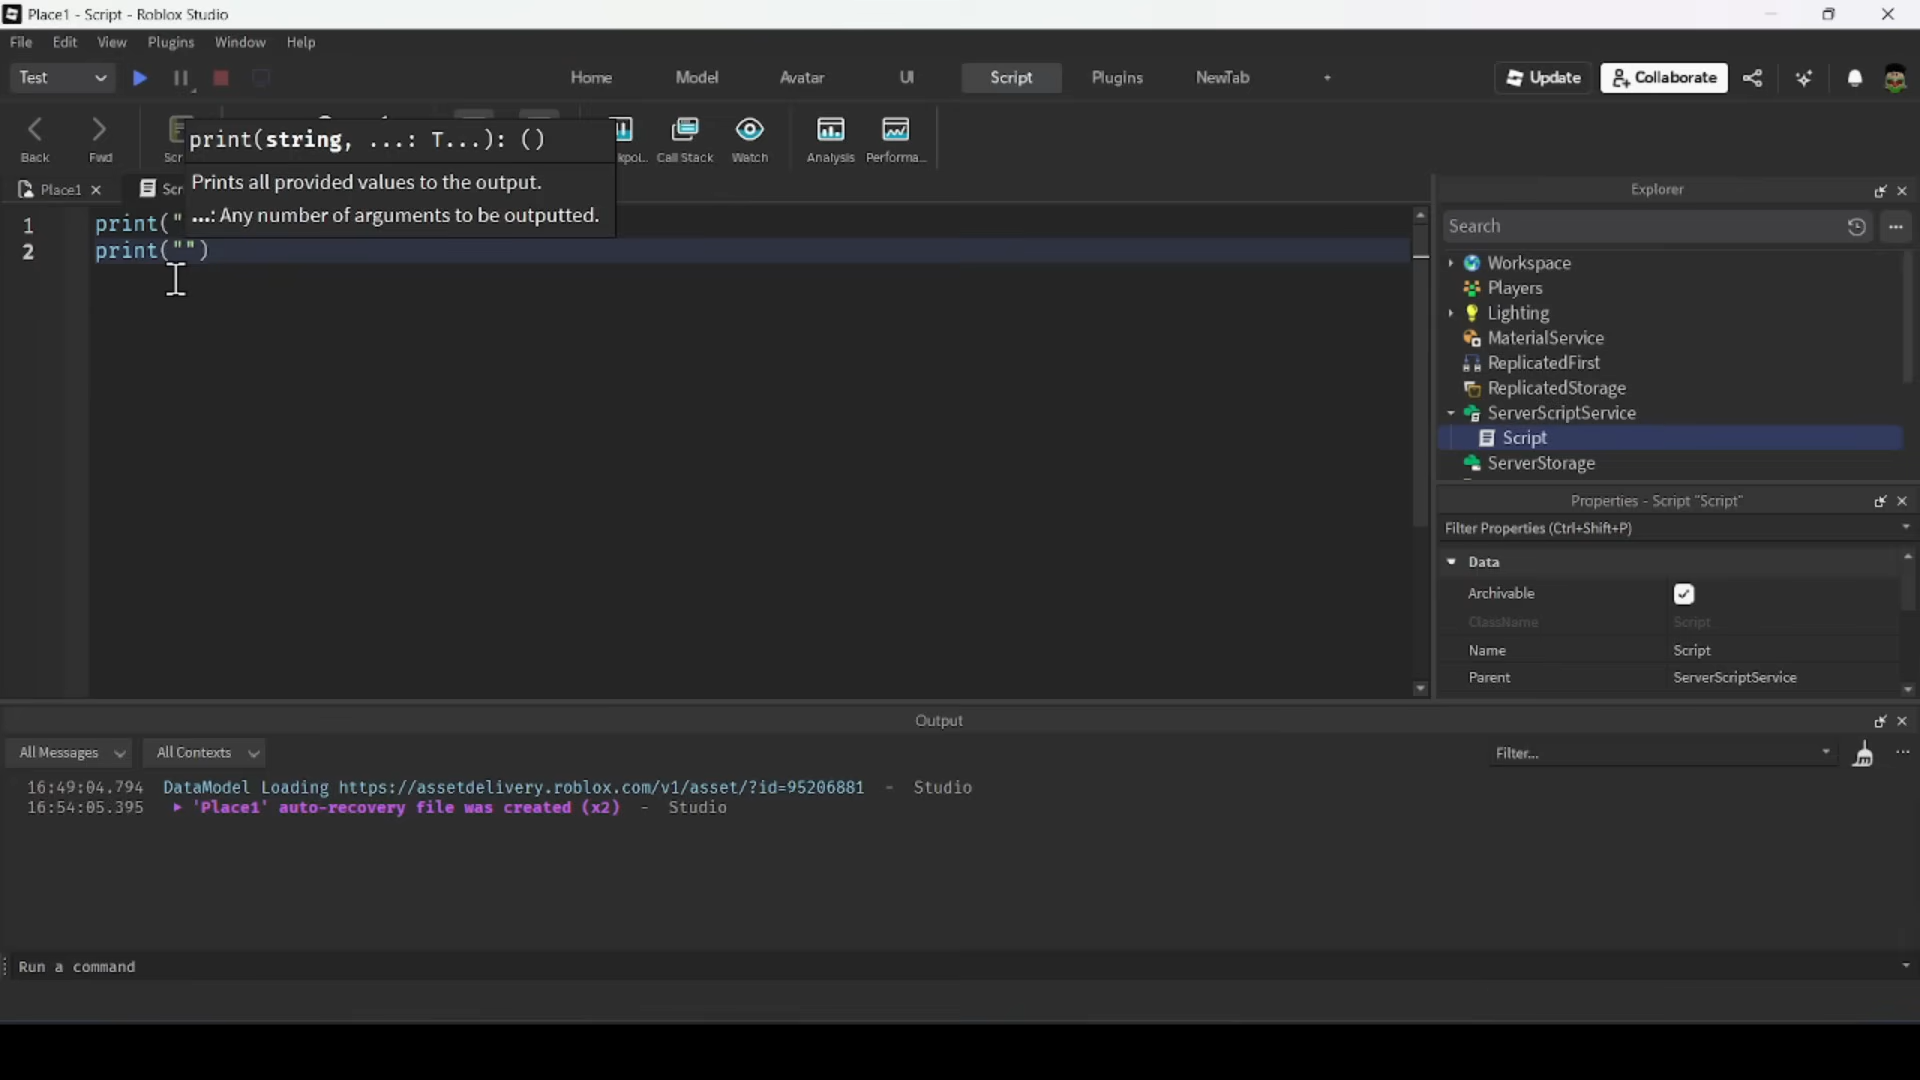 Place1 - Script - Roblox Studio
File Edit View Plugins Window Help
Test Home Model Avatar UI Script Plugins NewTab + Update Collaborate
Back Fwd Call Stack Watch Analysis Performa...
print(string, ...: T...): ()
Prints all provided values to the output.
...: Any number of arguments to be outputted.
Place1
1 print("
2 print("")
Explorer
Search
Workspace
Players
Lighting
MaterialService
ReplicatedFirst
ReplicatedStorage
ServerScriptService
Script
ServerStorage
Properties - Script "Script"
Filter Properties (Ctrl+Shift+P)
Data
Archivable
ClassName Script
Name Script
Parent ServerScriptService
Output
All Messages All Contexts Filter...
16:49:04.794 DataModel Loading https://assetdelivery.roblox.com/v1/asset/?id=95206881 - Studio
16:54:05.395 'Place1' auto-recovery file was created (x2) - Studio
Run a command